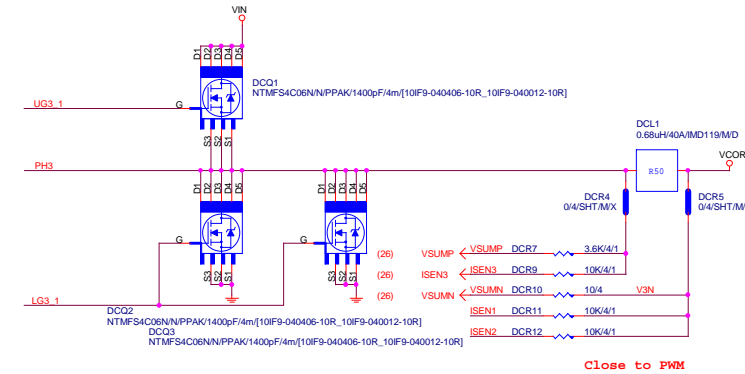 VIN
D1 D2 D3 D4 D5
DCQ1
NTMFS4C06N/N/PPAK/1400pF/4m/[10IF9-040406-10R_10IF9-040012-10R]
UG3_1
G
S3 S2 S1
DCL1
0.68uH/40A/IMD119/M/D
PH3
R50
VCOR
D1 D2 D3 D4 D5
D1 D2 D3 D4 D5
DCR4
0/4/SHT/M/X
DCR5
0/4/SHT/M/
G
G
(26) VSUMP VSUMP DCR7 3.6K/4/1
S3 S2 S1
S3 S2 S1
(26) ISEN3 ISEN3 DCR9 10K/4/1
(26) VSUMN VSUMN DCR10 10/4 V3N
LG3_1
DCQ2
NTMFS4C06N/N/PPAK/1400pF/4m/[10IF9-040406-10R_10IF9-040012-10R]
ISEN1 DCR11 10K/4/1
DCQ3
NTMFS4C06N/N/PPAK/1400pF/4m/[10IF9-040406-10R_10IF9-040012-10R]
ISEN2 DCR12 10K/4/1
Close to PWM